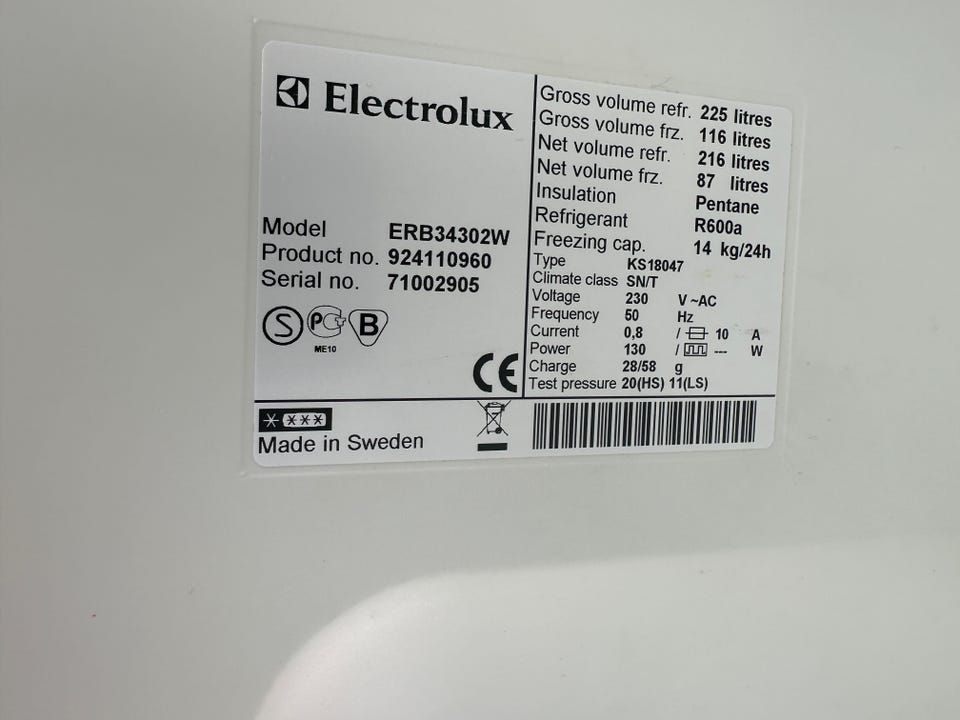 Electrolux
Model ERB34302W
Product no. 924110960
Serial no. 71002905
S PCT B
ME10
CE
Made in Sweden
Gross volume refr. 225 litres
Gross volume frz. 116 litres
Net volume refr. 216 litres
Net volume frz. 87 litres
Insulation Pentane
Refrigerant R600a
Freezing cap. 14 kg/24h
Type KS18047
Climate class SN/T
Voltage 230 V ~AC
Frequency 50 Hz
Current 0,8 / 10 A
Power 130 / --- W
Charge 28/58 g
Test pressure 20(HS) 11(LS)